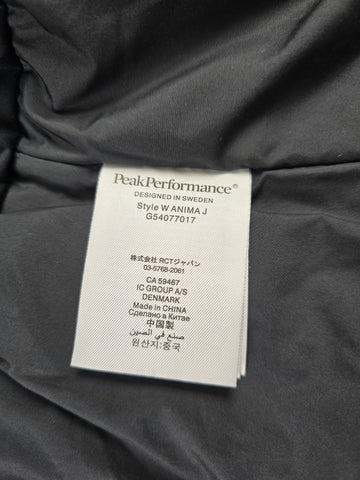 PeakPerformance®
DESIGNED IN SWEDEN
Style W ANIMA J
G54077017
株式会社 RCTジャパン
03-5768-2061
CA 59467
IC GROUP A/S
DENMARK
Made in CHINA
Сделано в Китае
中国製
صنع في الصين
원산지:중국